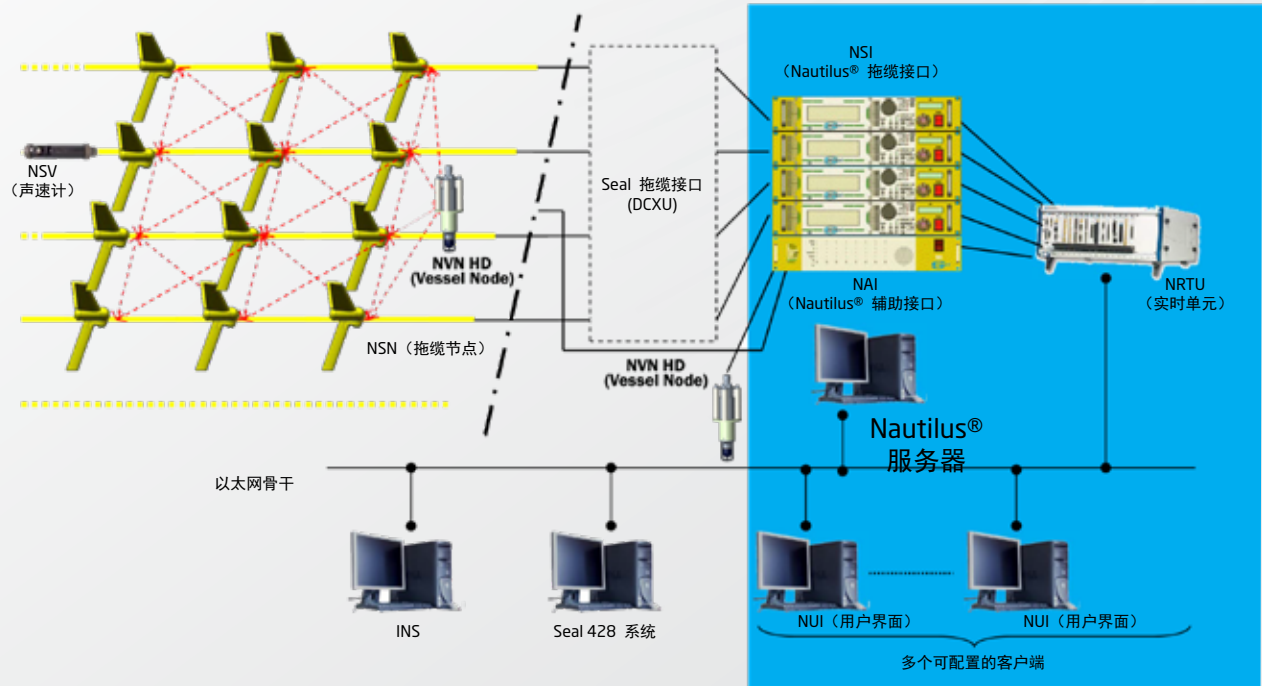 NSI
（Nautilus® 拖缆接口）
NSV
（声速计）
Seal 拖缆接口
(DCXU)
NVN HD
(Vessel Node)
NAI
（Nautilus® 辅助接口）
NRTU
（实时单元）
NSN（拖缆节点）
NVN HD
(Vessel Node)
Nautilus®
服务器
以太网骨干
INS
Seal 428 系统
NUI（用户界面）
NUI（用户界面）
多个可配置的客户端